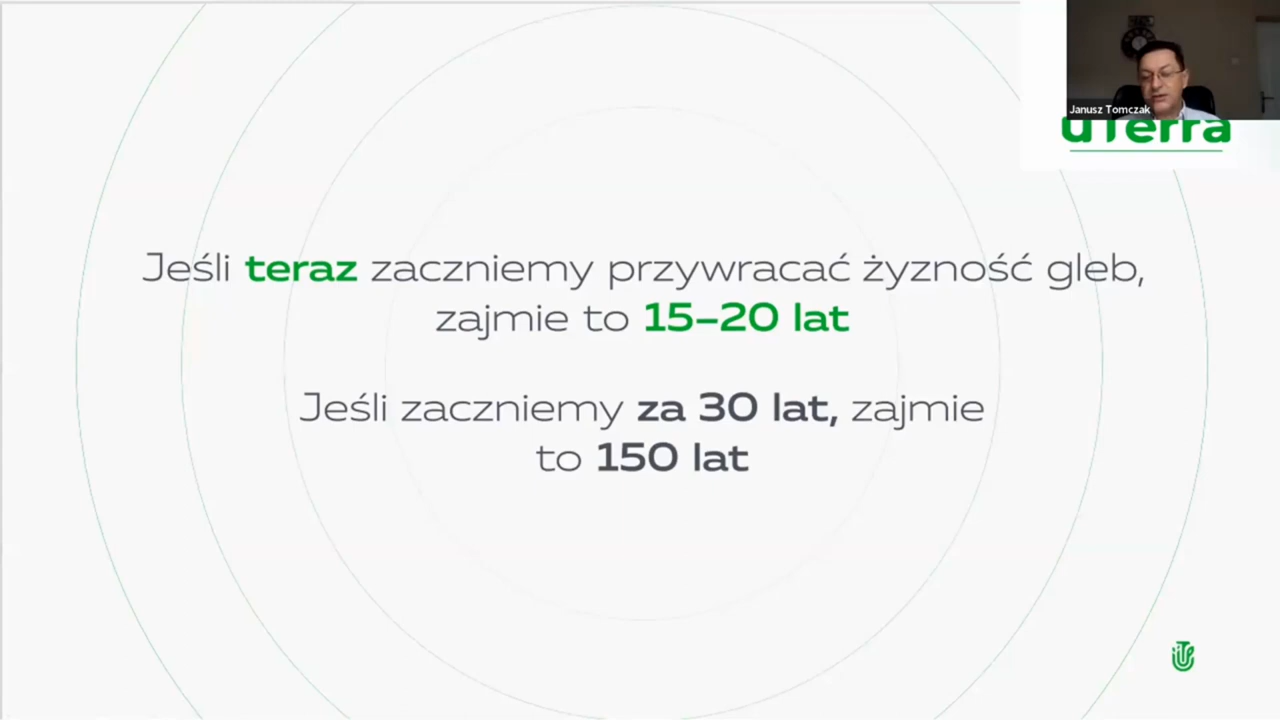 Janusz Tomczak
uTerra
Jeśli teraz zaczniemy przywracać żyzność gleb,
zajmie to 15–20 lat
Jeśli zaczniemy za 30 lat, zajmie
to 150 lat